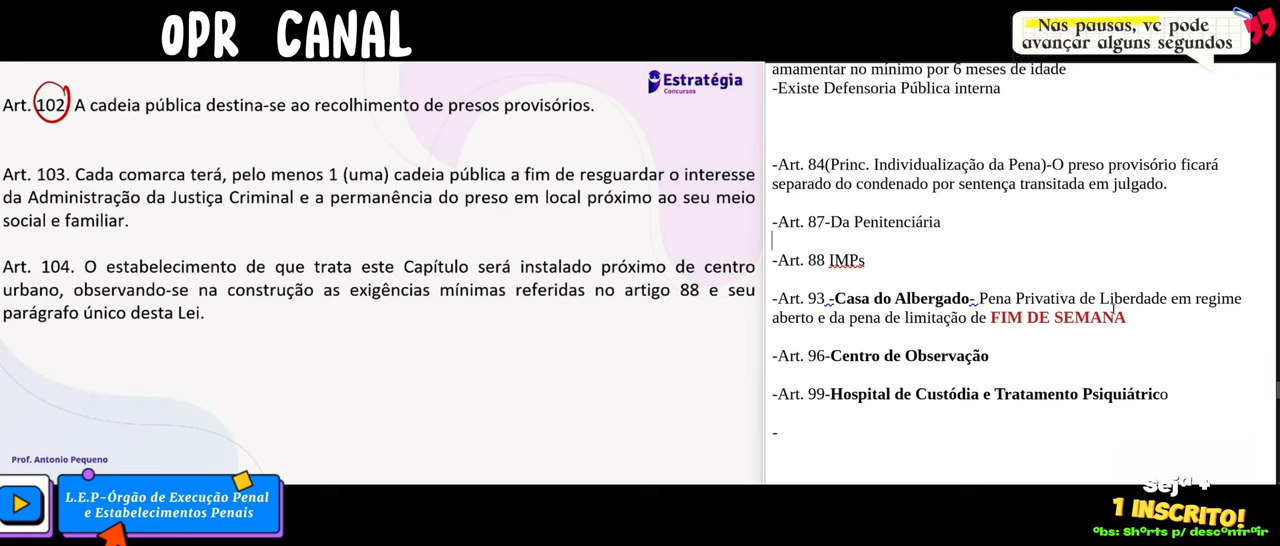 OPR CANAL
Nas pausas, vc pode
avançar alguns segundos
Estratégia
Concursos
Art. 102 A cadeia pública destina-se ao recolhimento de presos provisórios.
Art. 103. Cada comarca terá, pelo menos 1 (uma) cadeia pública a fim de resguardar o interesse
da Administração da Justiça Criminal e a permanência do preso em local próximo ao seu meio
social e familiar.
Art. 104. O estabelecimento de que trata este Capítulo será instalado próximo de centro
urbano, observando-se na construção as exigências mínimas referidas no artigo 88 e seu
parágrafo único desta Lei.
Prof. Antonio Pequeno
L.E.P-Órgão de Execução Penal
e Estabelecimentos Penais
amamentar no mínimo por 6 meses de idade
-Existe Defensoria Pública interna
-Art. 84(Princ. Individualização da Pena)-O preso provisório ficará
separado do condenado por sentença transitada em julgado.
-Art. 87-Da Penitenciária
-Art. 88 IMPs
-Art. 93 -Casa do Albergado- Pena Privativa de Liberdade em regime
aberto e da pena de limitação de FIM DE SEMANA
-Art. 96-Centro de Observação
-Art. 99-Hospital de Custódia e Tratamento Psiquiátrico
-
Seja +
1 INSCRITO!
obs: Shorts p/ descontrair